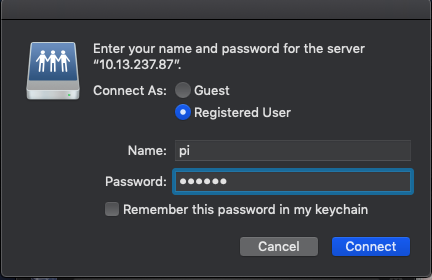 Enter your name and password for the server
“10.13.237.87”.
Connect As: Guest
Registered User
Name: pi
Password: ●●●●●●
Remember this password in my keychain
Cancel Connect